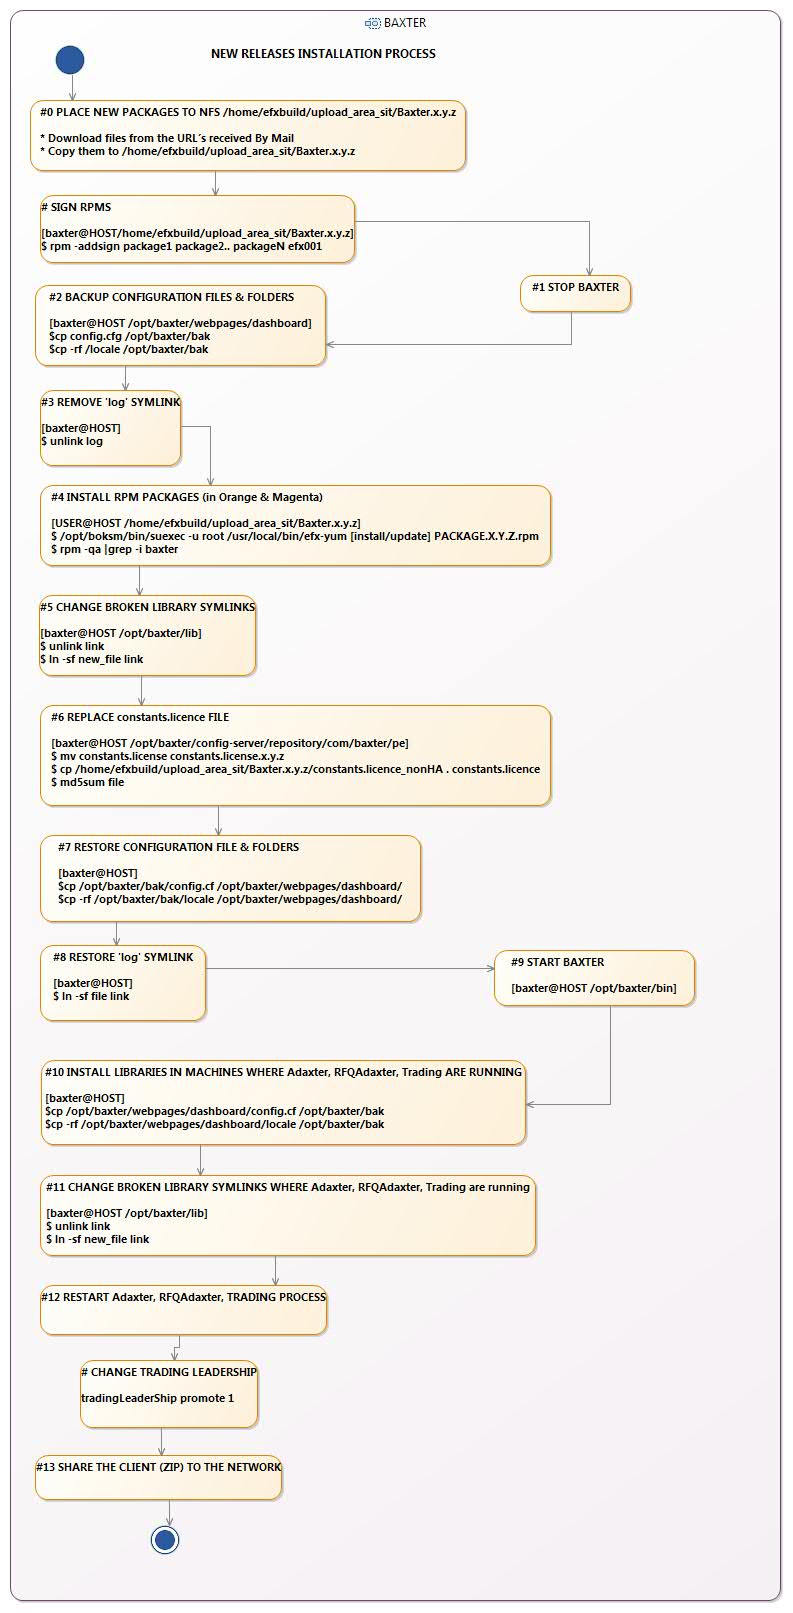 BAXTER
NEW RELEASES INSTALLATION PROCESS
#0 PLACE NEW PACKAGES TO NFS /home/efxbuild/upload_area_sit/Baxter.x.y.z
* Download files from the URL´s received By Mail
* Copy them to /home/efxbuild/upload_area_sit/Baxter.x.y.z
# SIGN RPMS
[baxter@HOST/home/efxbuild/upload_area_sit/Baxter.x.y.z]
$ rpm -addsign package1 package2.. packageN efx001
#1 STOP BAXTER
#2 BACKUP CONFIGURATION FILES & FOLDERS
[baxter@HOST /opt/baxter/webpages/dashboard]
$cp config.cfg /opt/baxter/bak
$cp -rf /locale /opt/baxter/bak
#3 REMOVE 'log' SYMLINK
[baxter@HOST]
$ unlink log
#4 INSTALL RPM PACKAGES (in Orange & Magenta)
[USER@HOST /home/efxbuild/upload_area_sit/Baxter.x.y.z]
$ /opt/boksm/bin/suexec -u root /usr/local/bin/efx-yum [install/update] PACKAGE.X.Y.Z.rpm
$ rpm -qa |grep -i baxter
#5 CHANGE BROKEN LIBRARY SYMLINKS
[baxter@HOST /opt/baxter/lib]
$ unlink link
$ ln -sf new_file link
#6 REPLACE constants.licence FILE
[baxter@HOST /opt/baxter/config-server/repository/com/baxter/pe]
$ mv constants.license constants.license.x.y.z
$ cp /home/efxbuild/upload_area_sit/Baxter.x.y.z/constants.licence_nonHA . constants.licence
$ md5sum file
#7 RESTORE CONFIGURATION FILE & FOLDERS
[baxter@HOST]
$cp /opt/baxter/bak/config.cf /opt/baxter/webpages/dashboard/
$cp -rf /opt/baxter/bak/locale /opt/baxter/webpages/dashboard/
#8 RESTORE 'log' SYMLINK
[baxter@HOST]
$ ln -sf file link
#9 START BAXTER
[baxter@HOST /opt/baxter/bin]
#10 INSTALL LIBRARIES IN MACHINES WHERE Adaxter, RFQAdaxter, Trading ARE RUNNING
[baxter@HOST]
$cp /opt/baxter/webpages/dashboard/config.cf /opt/baxter/bak
$cp -rf /opt/baxter/webpages/dashboard/locale /opt/baxter/bak
#11 CHANGE BROKEN LIBRARY SYMLINKS WHERE Adaxter, RFQAdaxter, Trading are running
[baxter@HOST /opt/baxter/lib]
$ unlink link
$ ln -sf new_file link
#12 RESTART Adaxter, RFQAdaxter, TRADING PROCESS
# CHANGE TRADING LEADERSHIP
tradingLeaderShip promote 1
#13 SHARE THE CLIENT (ZIP) TO THE NETWORK